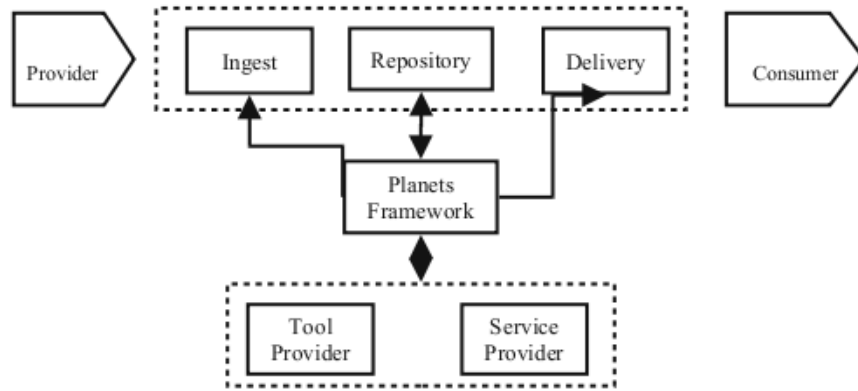 Provider
Ingest
Repository
Delivery
Consumer
Planets
Framework
Tool
Provider
Service
Provider